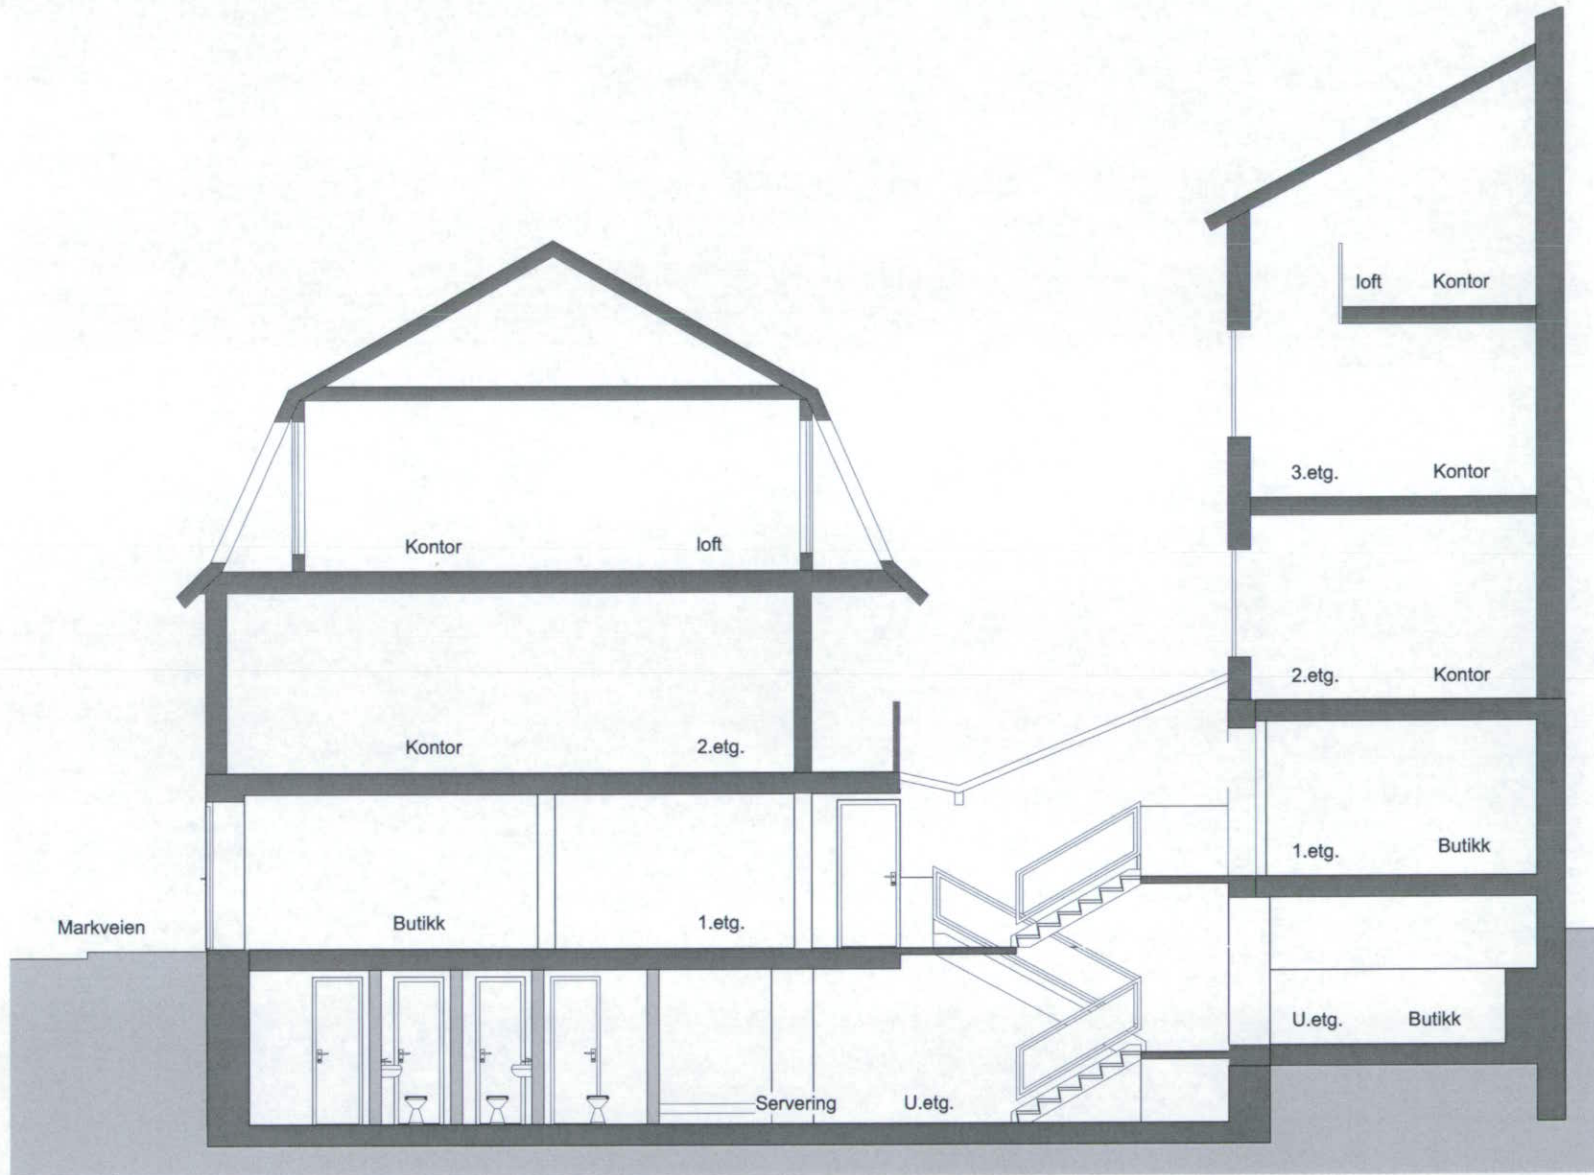 loft Kontor
3.etg. Kontor
Kontor loft
2.etg. Kontor
Kontor 2.etg.
1.etg. Butikk
Markveien Butikk 1.etg.
U.etg. Butikk
Servering U.etg.